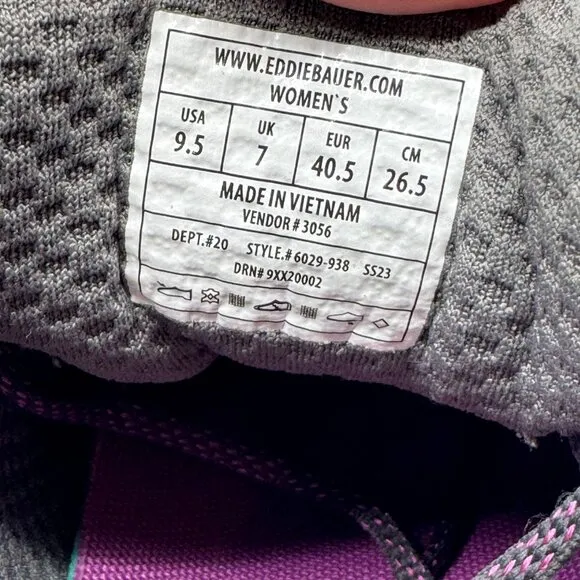 WWW.EDDIEBAUER.COM
WOMEN`S
USA UK EUR CM
9.5 7 40.5 26.5
MADE IN VIETNAM
VENDOR # 3056
DEPT.#20 STYLE.# 6029-938 SS23
DRN# 9XX20002